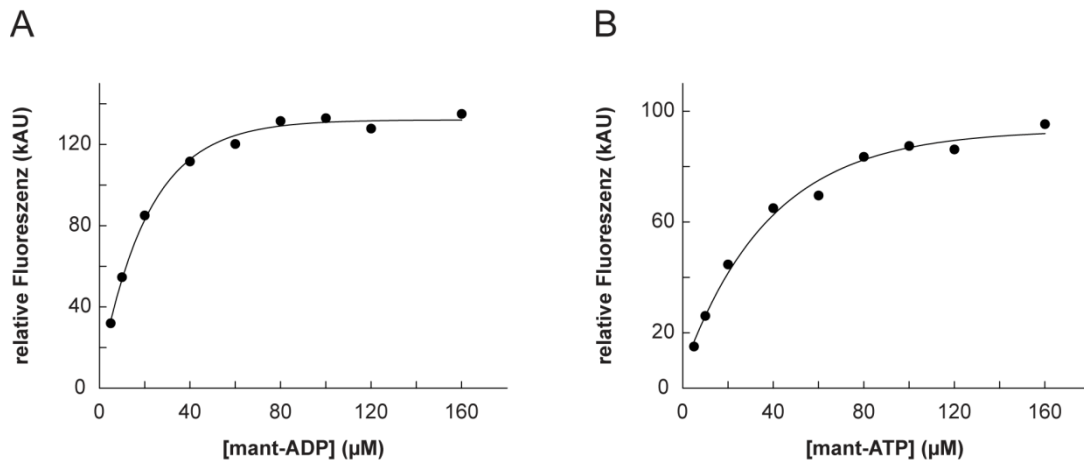 A
relative Fluoreszenz (kAU)
120
80
40
0
0 40 80 120 160
[mant-ADP] (µM)
B
relative Fluoreszenz (kAU)
100
60
20
0
0 40 80 120 160
[mant-ATP] (µM)